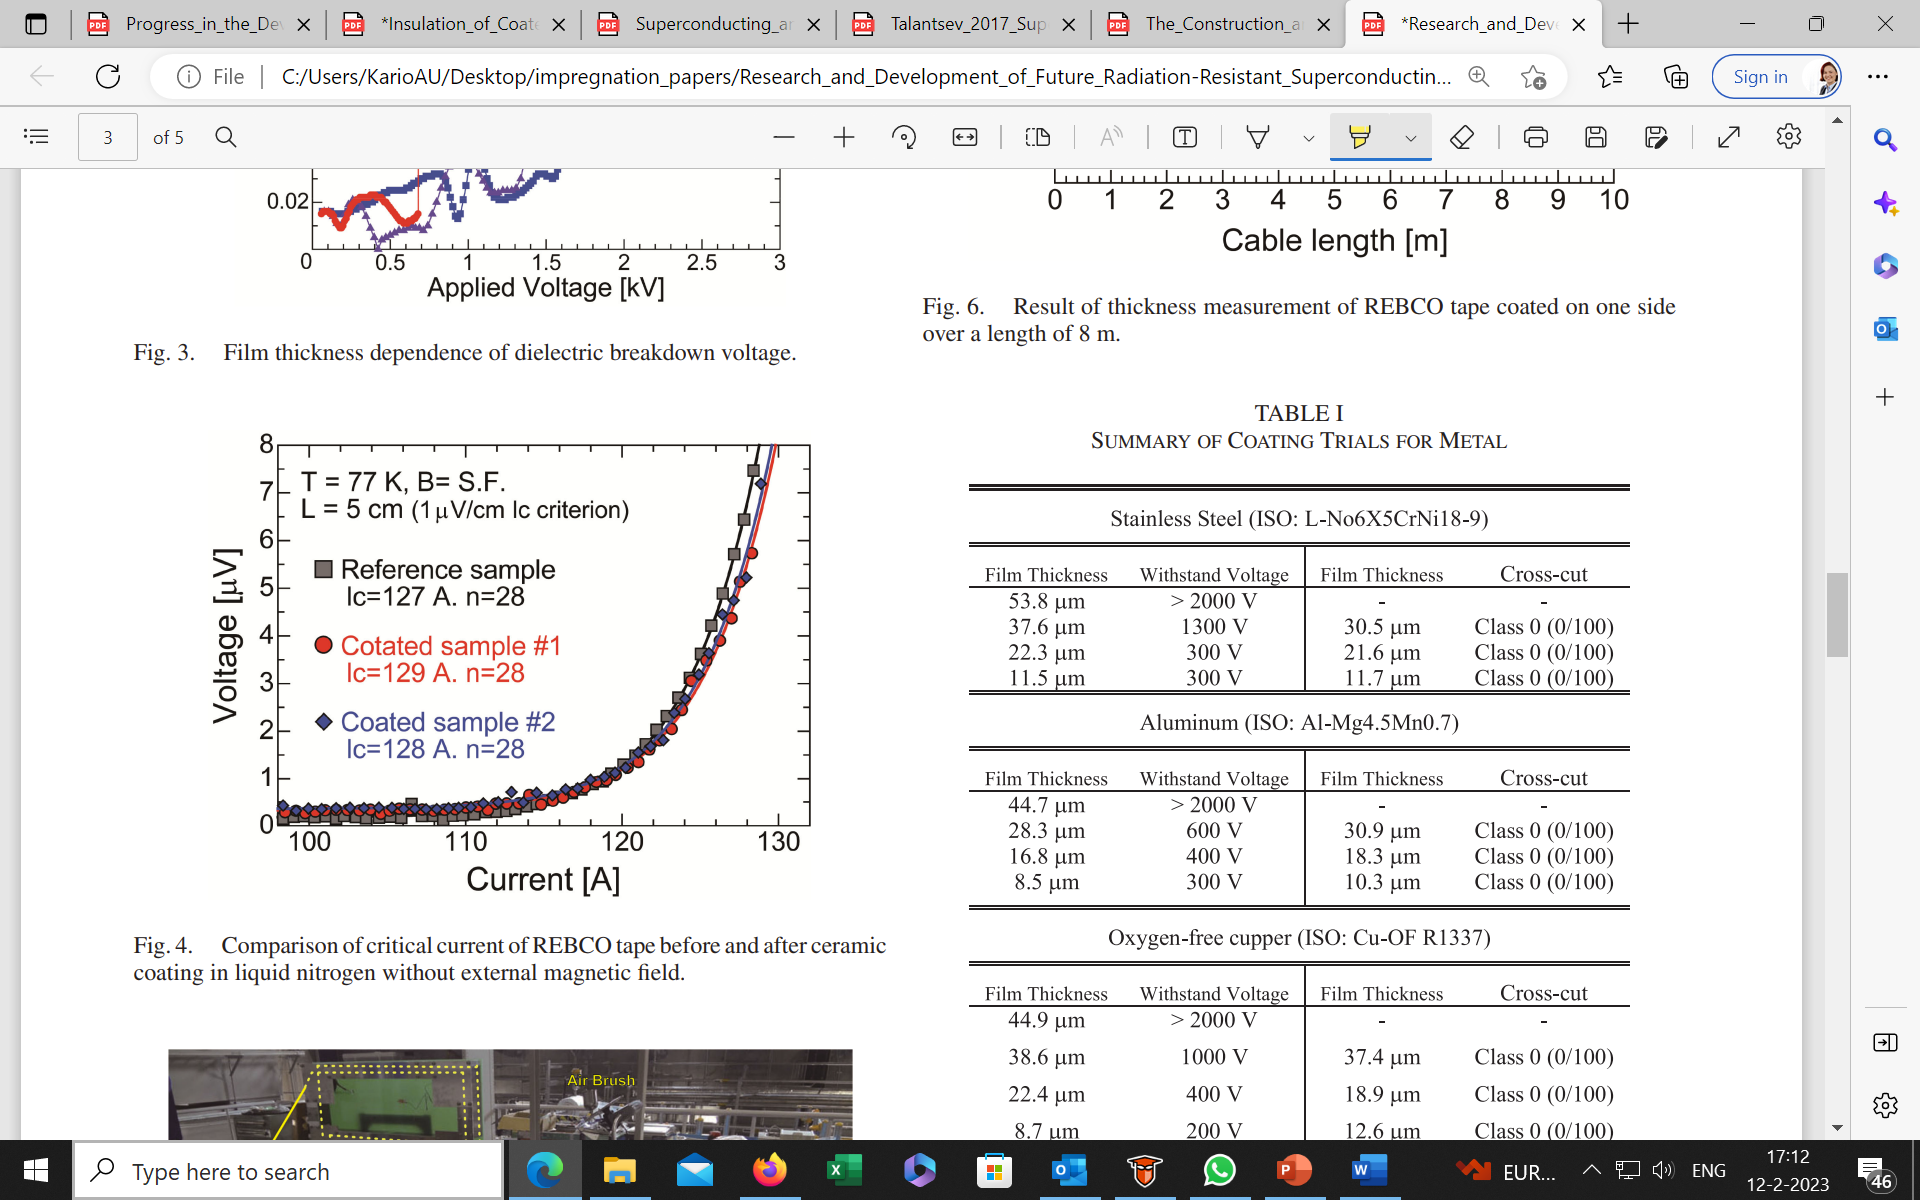 Progress_in_the_De
*Insulation_of_Coate
Superconducting_ar
Talantsev_2017_Sup
The_Construction_a
*Research_and_Deve
File
C:/Users/KarioAU/Desktop/impregnation_papers/Research_and_Development_of_Future_Radiation-Resistant_Superconductin...
Sign in
3
of 5
0.02
0 0.5 1 1.5 2 2.5 3
Applied Voltage [kV]
Fig. 3. Film thickness dependence of dielectric breakdown voltage.
8
7
6
5
4
3
2
1
0
Voltage [μV]
T = 77 K, B= S.F.
L = 5 cm (1μV/cm Ic criterion)
Reference sample
Ic=127 A. n=28
Cotated sample #1
Ic=129 A. n=28
Coated sample #2
Ic=128 A. n=28
100 110 120 130
Current [A]
Fig. 4. Comparison of critical current of REBCO tape before and after ceramic
coating in liquid nitrogen without external magnetic field.
Air Brush
0 1 2 3 4 5 6 7 8 9 10
Cable length [m]
Fig. 6. Result of thickness measurement of REBCO tape coated on one side
over a length of 8 m.
TABLE I
SUMMARY OF COATING TRIALS FOR METAL
Stainless Steel (ISO: L-No6X5CrNi18-9)
Film Thickness Withstand Voltage Film Thickness Cross-cut
53.8 μm > 2000 V - -
37.6 μm 1300 V 30.5 μm Class 0 (0/100)
22.3 μm 300 V 21.6 μm Class 0 (0/100)
11.5 μm 300 V 11.7 μm Class 0 (0/100)
Aluminum (ISO: Al-Mg4.5Mn0.7)
Film Thickness Withstand Voltage Film Thickness Cross-cut
44.7 μm > 2000 V - -
28.3 μm 600 V 30.9 μm Class 0 (0/100)
16.8 μm 400 V 18.3 μm Class 0 (0/100)
8.5 μm 300 V 10.3 μm Class 0 (0/100)
Oxygen-free cupper (ISO: Cu-OF R1337)
Film Thickness Withstand Voltage Film Thickness Cross-cut
44.9 μm > 2000 V - -
38.6 μm 1000 V 37.4 μm Class 0 (0/100)
22.4 μm 400 V 18.9 μm Class 0 (0/100)
8.7 μm 200 V 12.6 μm Class 0 (0/100)
Type here to search
EUR...
ENG
17:12
12-2-2023
46